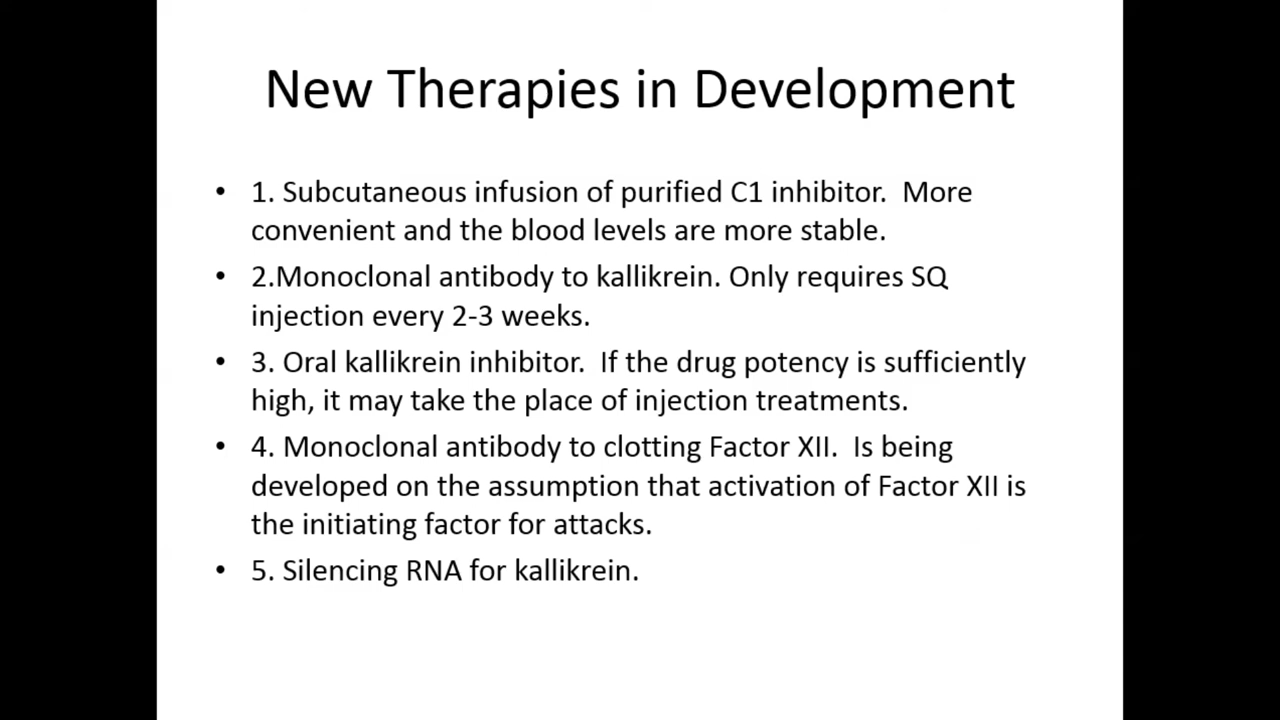 New Therapies in Development
• 1. Subcutaneous infusion of purified C1 inhibitor.  More
convenient and the blood levels are more stable.
• 2.Monoclonal antibody to kallikrein. Only requires SQ
injection every 2-3 weeks.
• 3. Oral kallikrein inhibitor.  If the drug potency is sufficiently
high, it may take the place of injection treatments.
• 4. Monoclonal antibody to clotting Factor XII.  Is being
developed on the assumption that activation of Factor XII is
the initiating factor for attacks.
• 5. Silencing RNA for kallikrein.